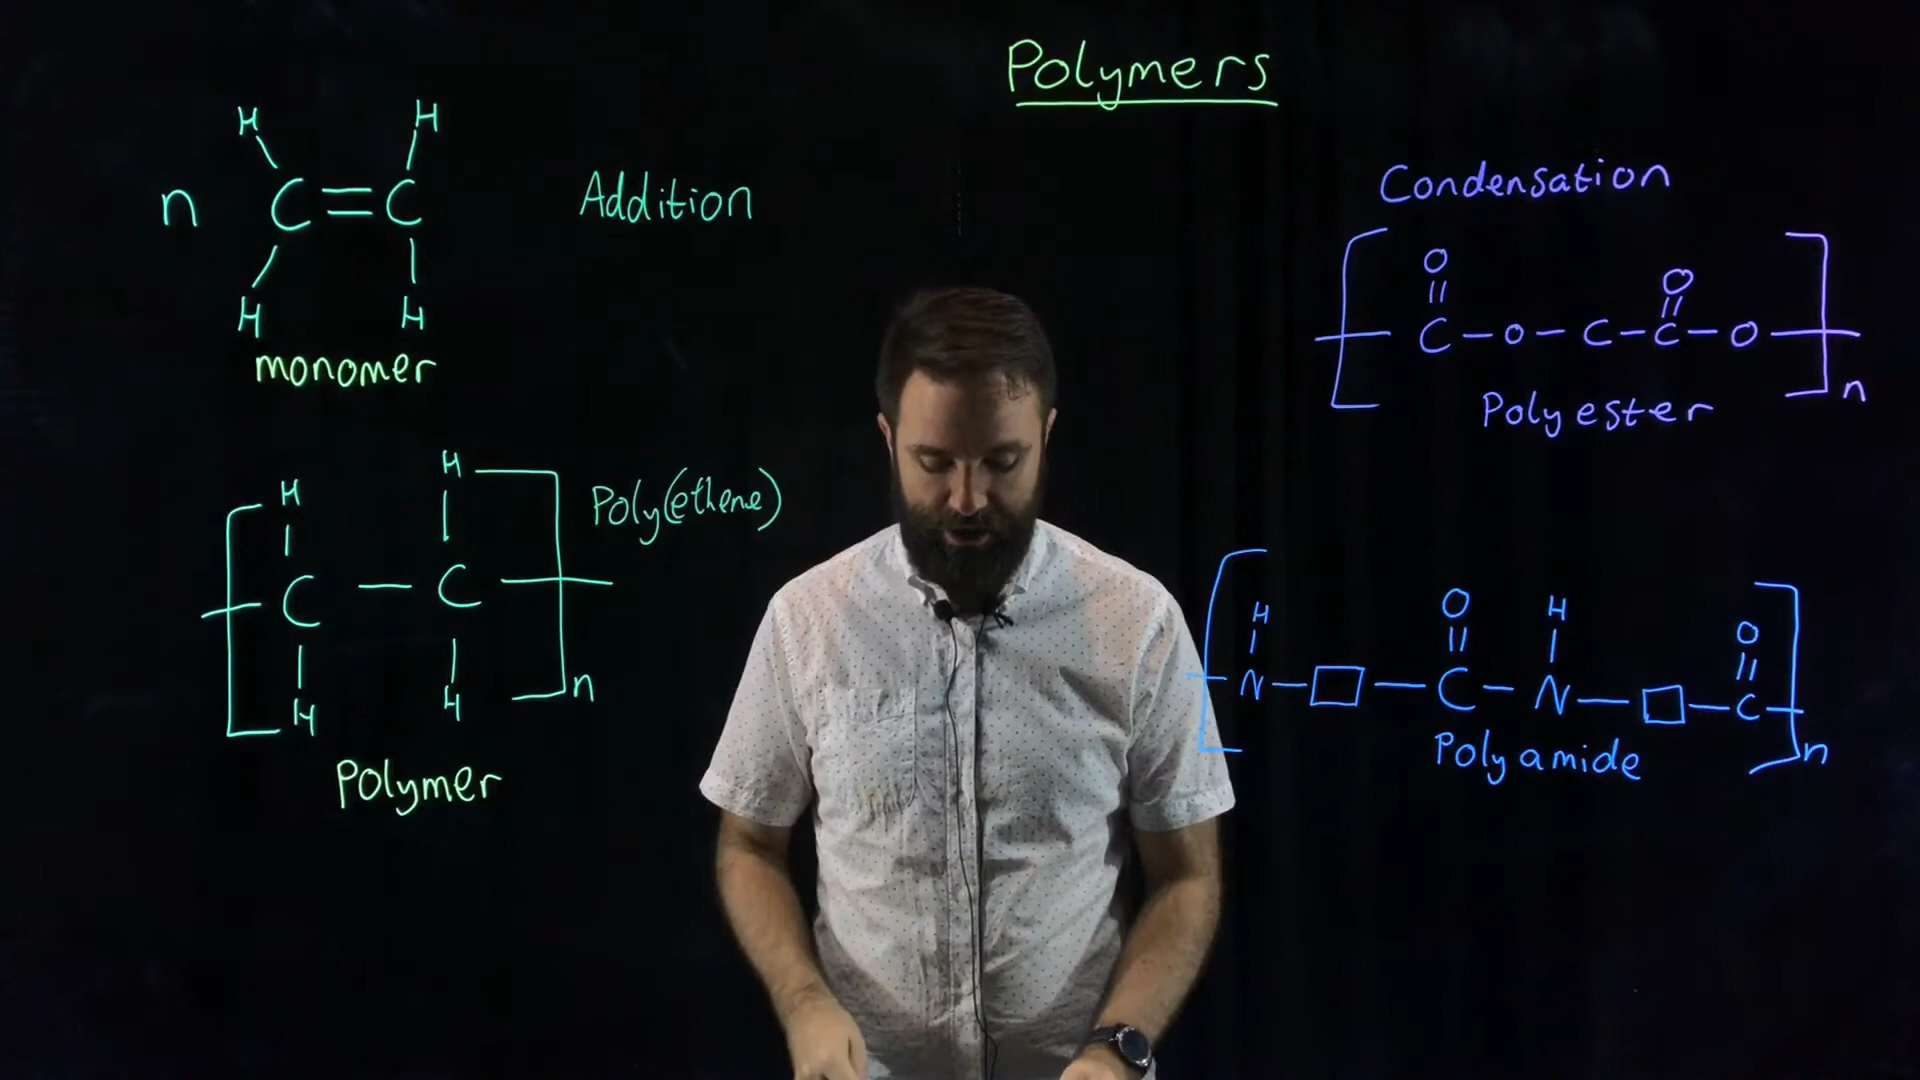 Polymers
H H
n C = C
H H
monomer
Addition
H H
C — C
H H
n
Poly(ethene)
Polymer
Condensation
O O
C — O — C — C — O
n
Polyester
H O H O
N — □ — C — N — □ — C
n
Polyamide